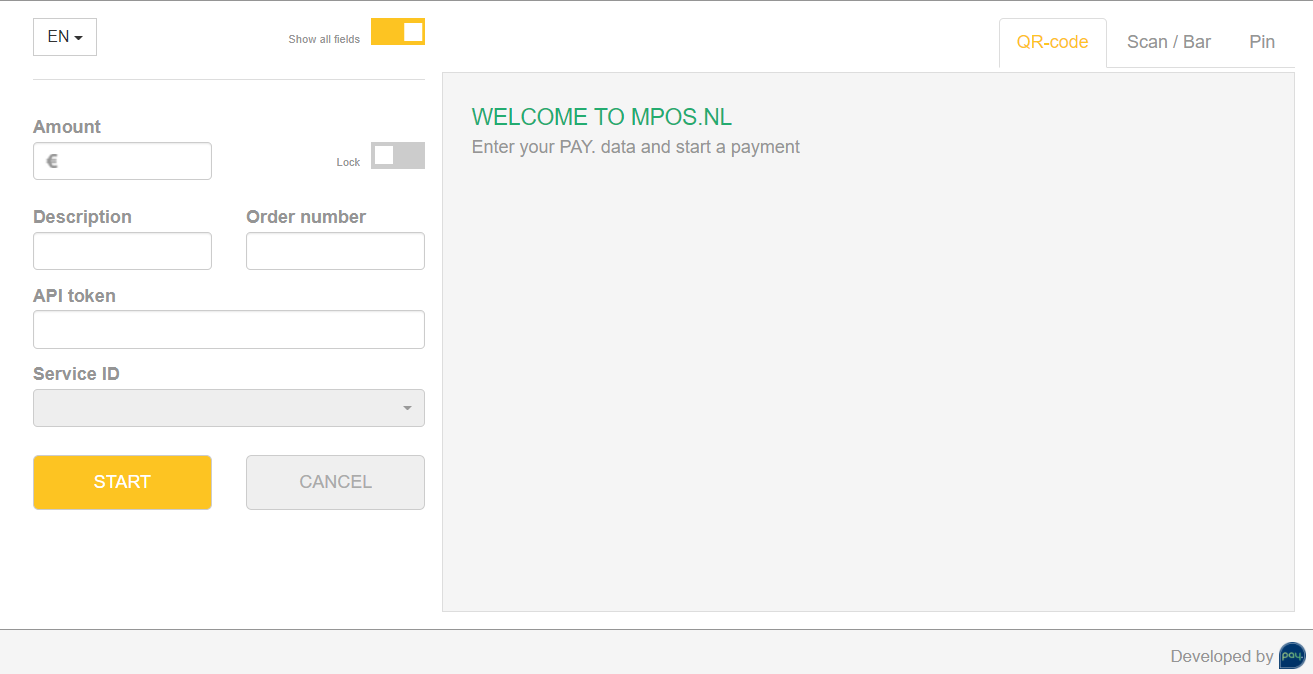 EN
Show all fields
QR-code
Scan / Bar
Pin
Amount
€
Lock
Description
Order number
API token
Service ID
START
CANCEL
WELCOME TO MPOS.NL
Enter your PAY. data and start a payment
Developed by pay.